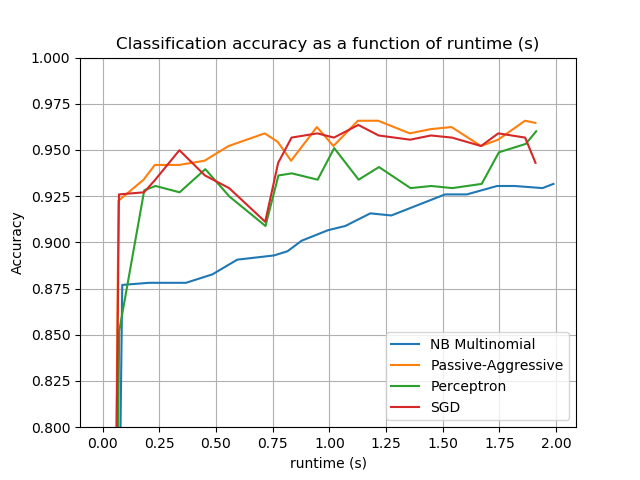 Classification accuracy as a function of runtime (s)
1.000
0.975
0.950
0.925
0.900
0.875
0.850
0.825
0.800
Accuracy
NB Multinomial
Passive-Aggressive
Perceptron
SGD
0.00 0.25 0.50 0.75 1.00 1.25 1.50 1.75 2.00
runtime (s)